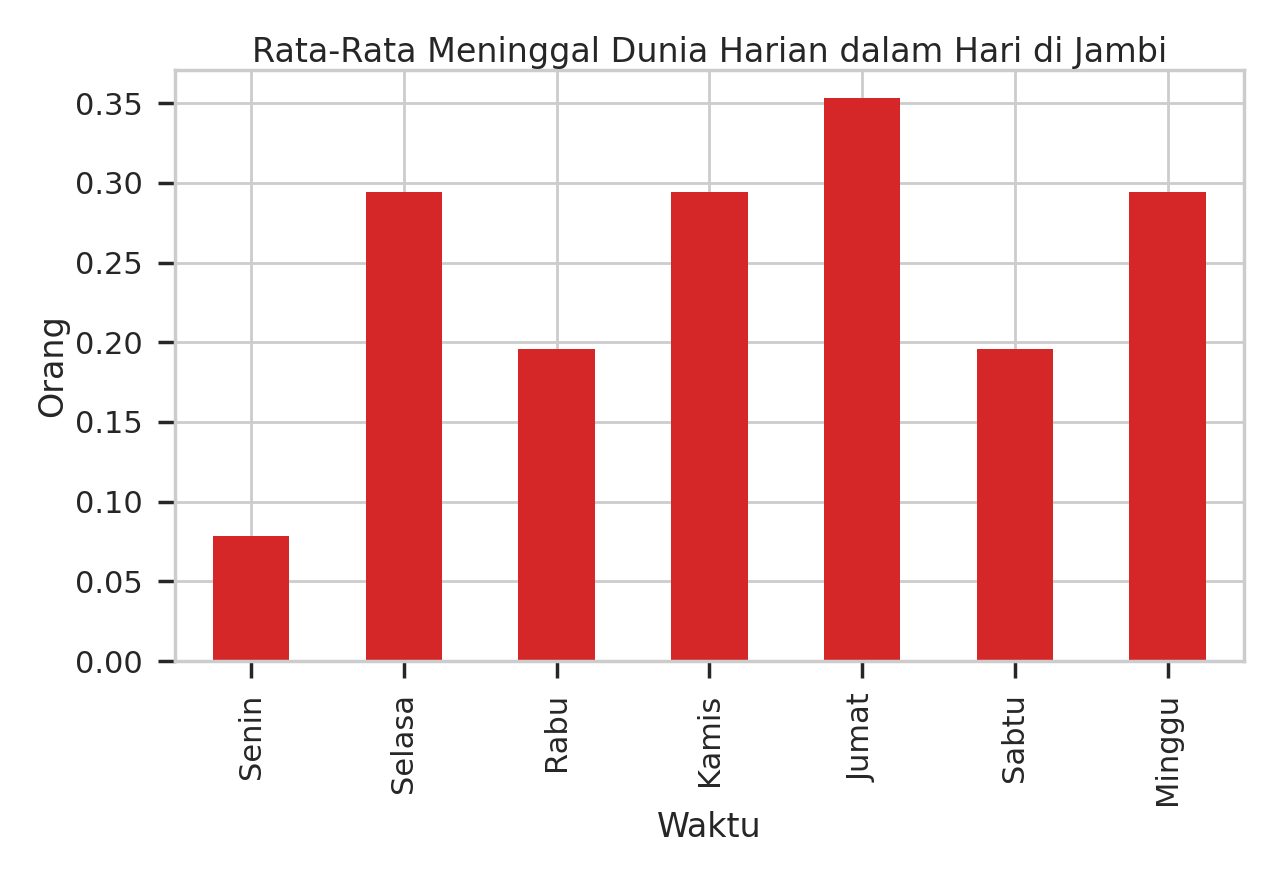 Rata-Rata Meninggal Dunia Harian dalam Hari di Jambi
Orang
0.35
0.30
0.25
0.20
0.15
0.10
0.05
0.00
Senin
Selasa
Rabu
Kamis
Jumat
Sabtu
Minggu
Waktu